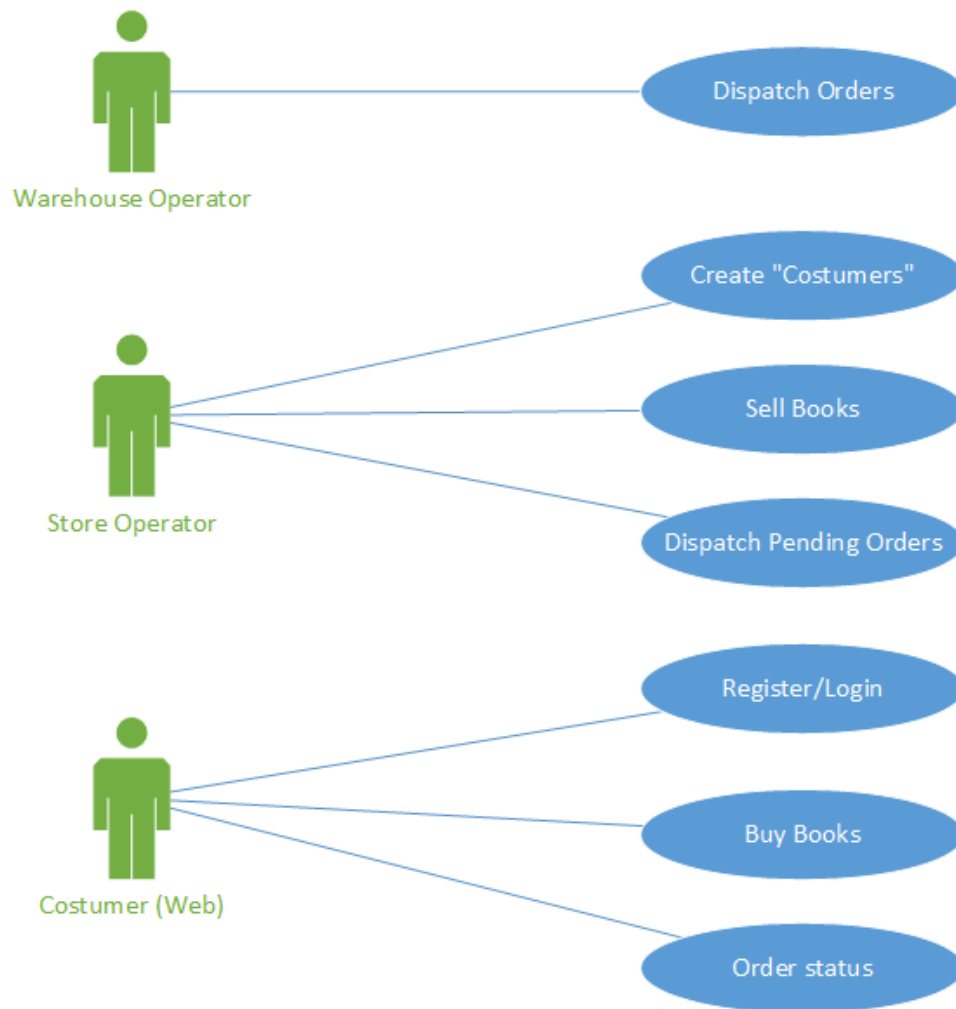 Dispatch Orders
Warehouse Operator
Create "Costumers"
Sell Books
Store Operator
Dispatch Pending Orders
Register/Login
Buy Books
Costumer (Web)
Order status